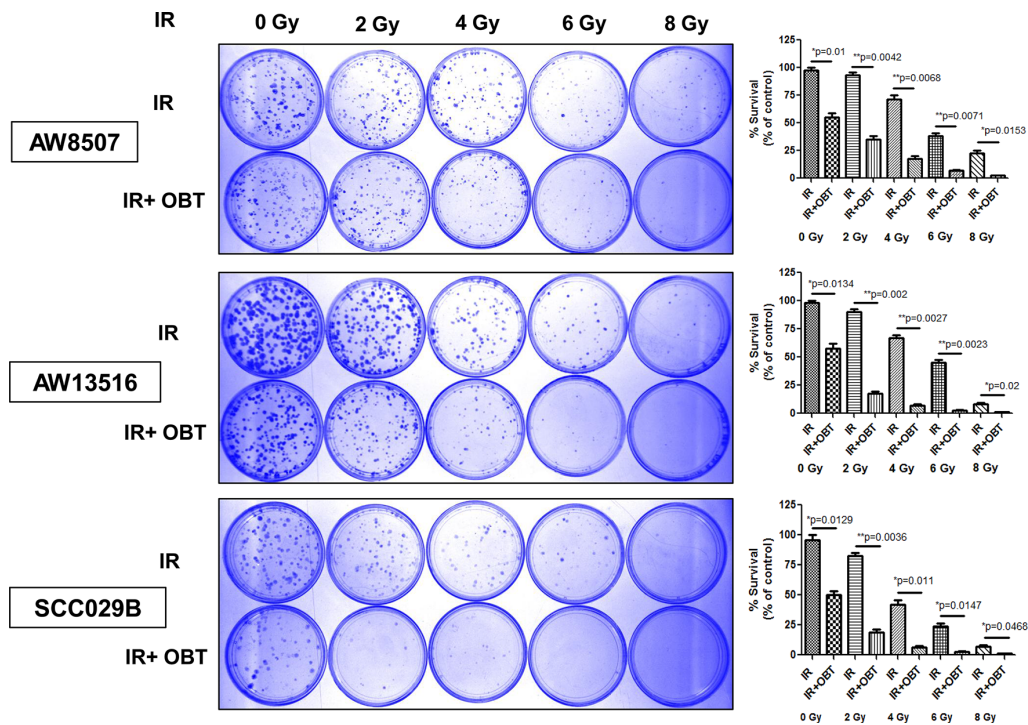 IR 0 Gy 2 Gy 4 Gy 6 Gy 8 Gy
AW8507
IR
IR+ OBT
% Survival
(% of control)
125
100
75
50
25
0
*p=0.01
**p=0.0042
**p=0.0068
**p=0.0071
*p=0.0153
IR IR+OBT IR IR+OBT IR IR+OBT IR IR+OBT IR IR+OBT
0 Gy 2 Gy 4 Gy 6 Gy 8 Gy
AW13516
IR
IR+ OBT
% Survival
(% of control)
125
100
75
50
25
0
*p=0.0134
**p=0.002
**p=0.0027
**p=0.0023
*p=0.02
IR IR+OBT IR IR+OBT IR IR+OBT IR IR+OBT IR IR+OBT
0 Gy 2 Gy 4 Gy 6 Gy 8 Gy
SCC029B
IR
IR+ OBT
% Survival
(% of control)
125
100
75
50
25
0
*p=0.0129
**p=0.0036
*p=0.011
*p=0.0147
*p=0.0468
IR IR+OBT IR IR+OBT IR IR+OBT IR IR+OBT IR IR+OBT
0 Gy 2 Gy 4 Gy 6 Gy 8 Gy